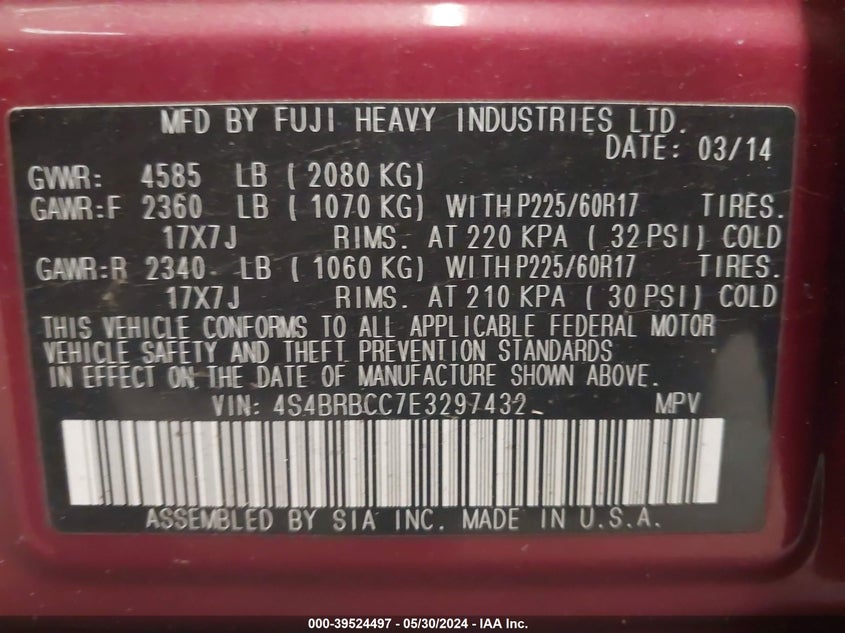 MFD BY FUJI HEAVY INDUSTRIES LTD.
DATE: 03/14
GVWR: 4585 LB ( 2080 KG)
GAWR:F 2360 LB ( 1070 KG) WITH P225/60R17 TIRES.
17X7J RIMS. AT 220 KPA ( 32 PSI) COLD
GAWR:R 2340 LB ( 1060 KG) WITH P225/60R17 TIRES.
17X7J RIMS. AT 210 KPA ( 30 PSI) COLD
THIS VEHICLE CONFORMS TO ALL APPLICABLE FEDERAL MOTOR
VEHICLE SAFETY AND THEFT PREVENTION STANDARDS
IN EFFECT ON THE DATE OF MANUFACTURE SHOWN ABOVE.
VIN: 4S4BRBCC7E3297432 MPV
ASSEMBLED BY SIA INC. MADE IN U.S.A.
000-39524497 - 05/30/2024 - IAA Inc.